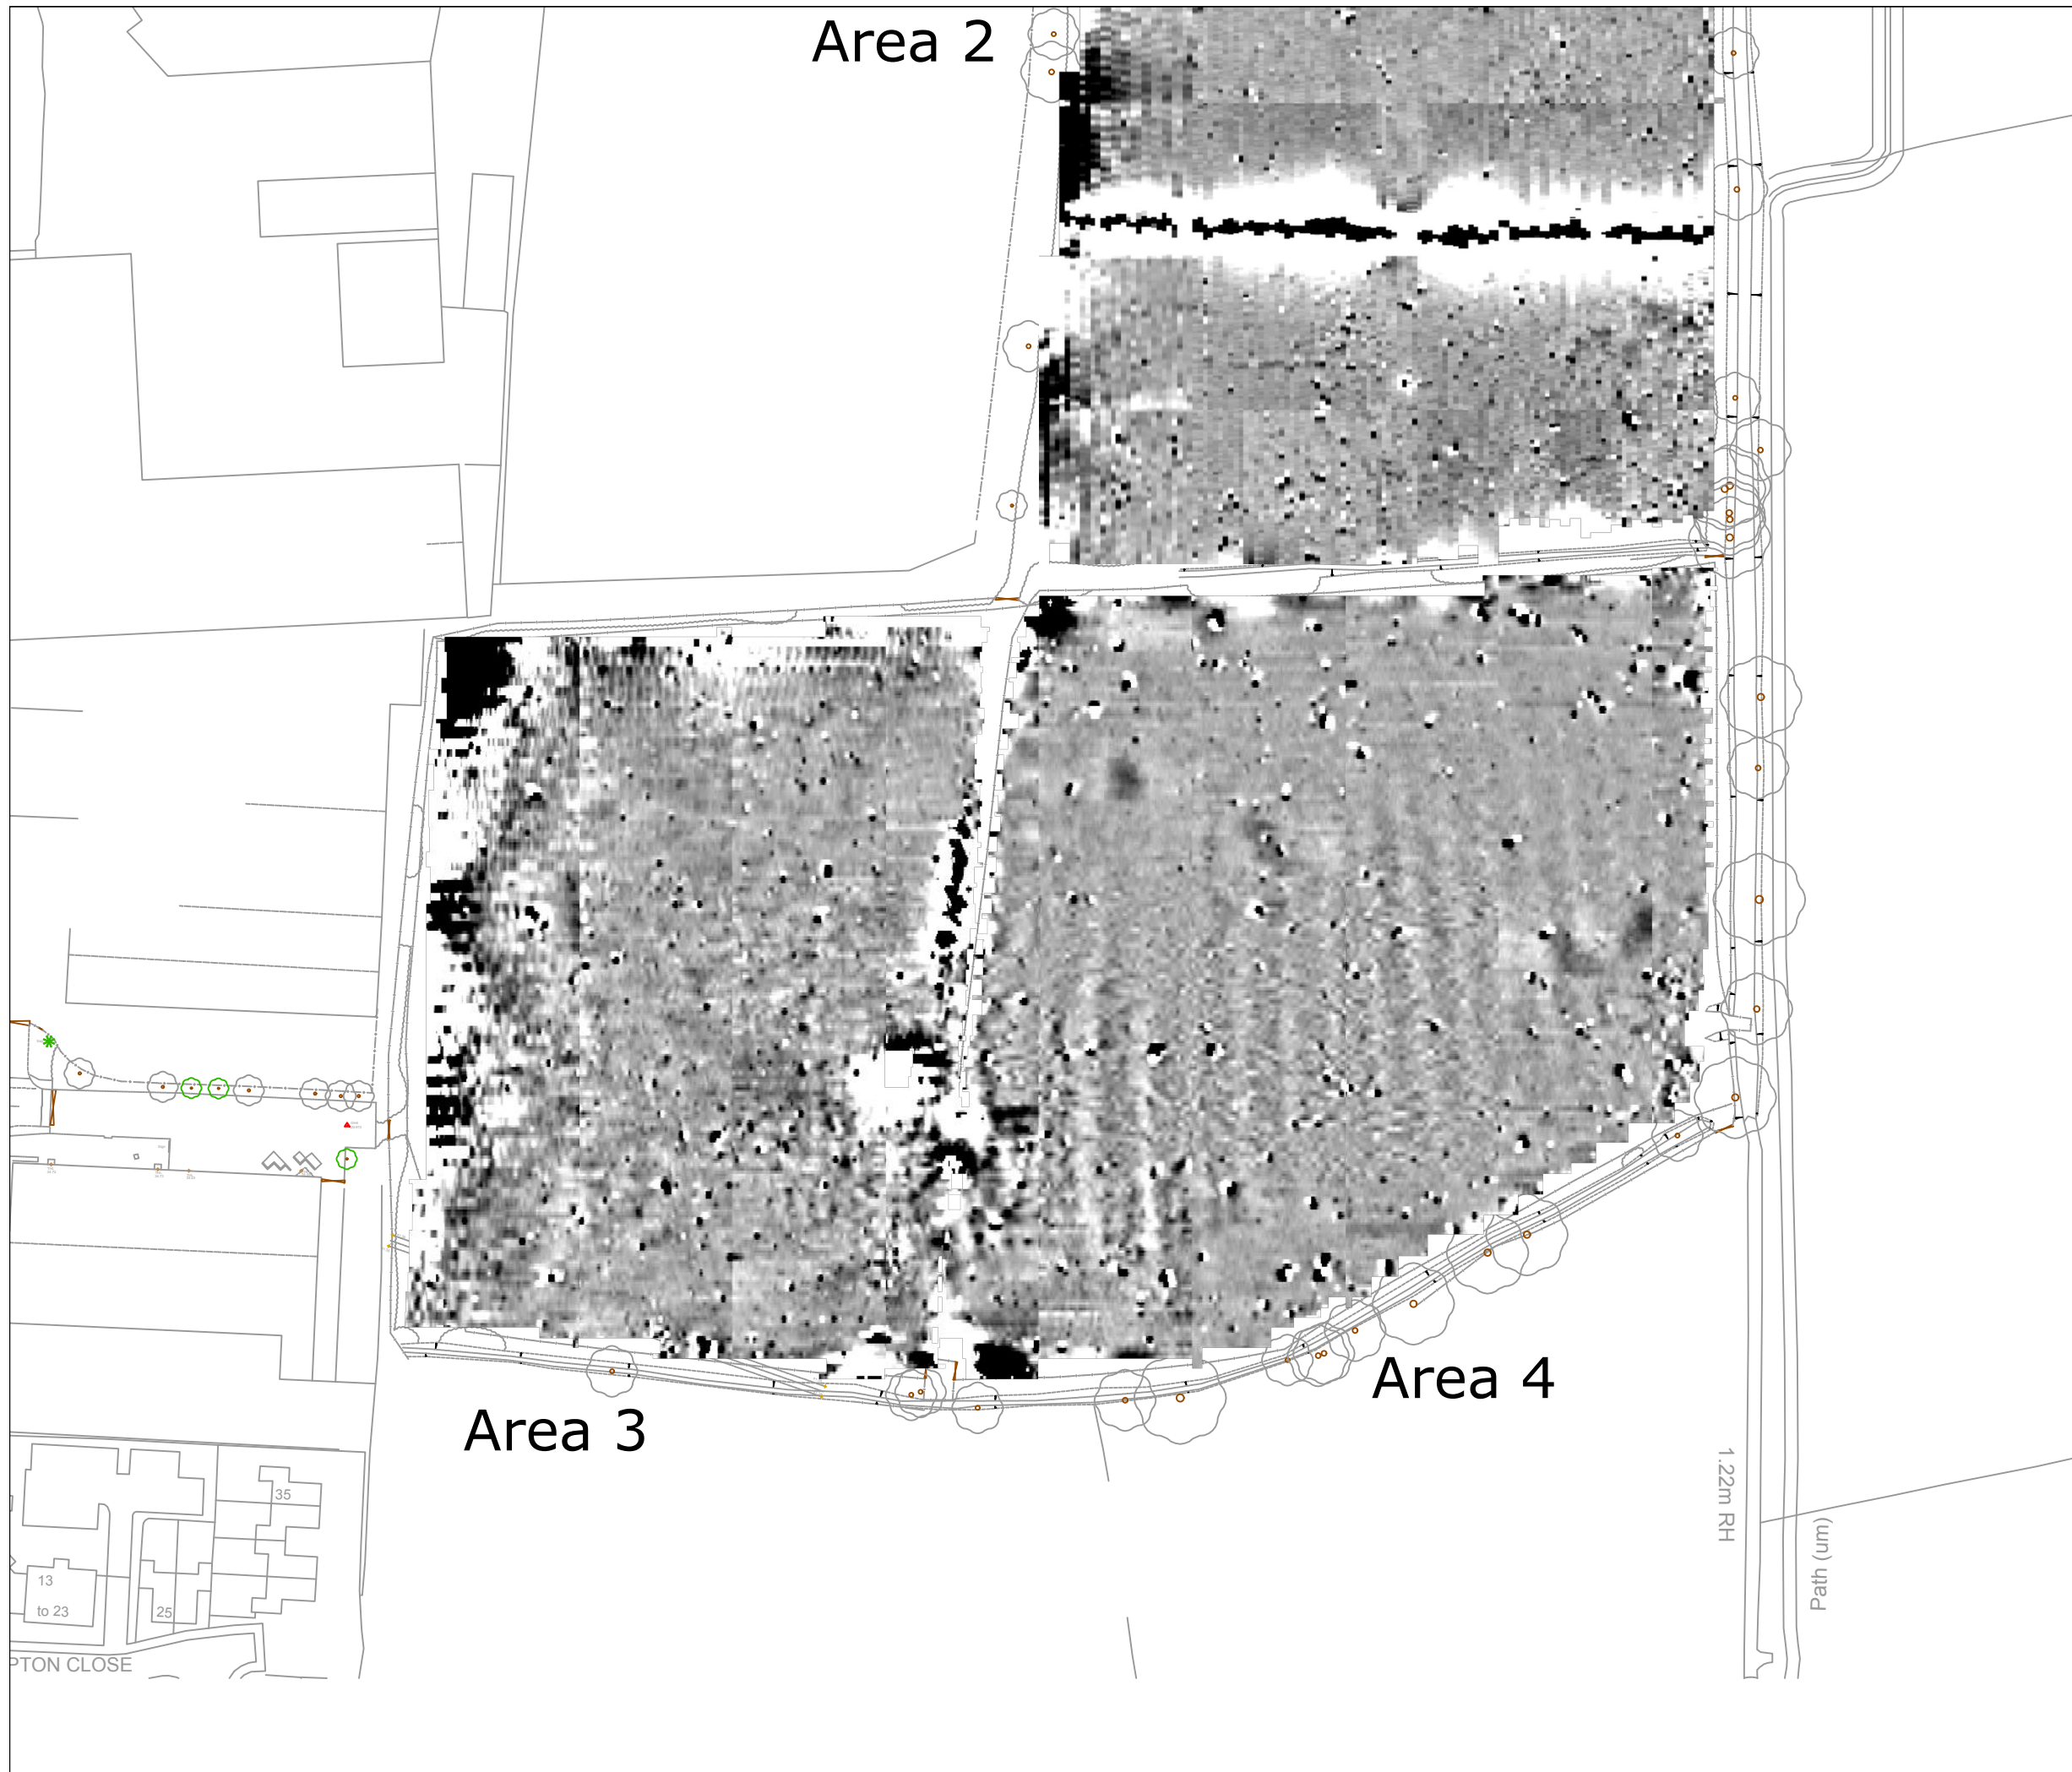 Area 2
Area 4
Area 3
1.22m RH
Path (um)
35
13
to 23
25
PTON CLOSE